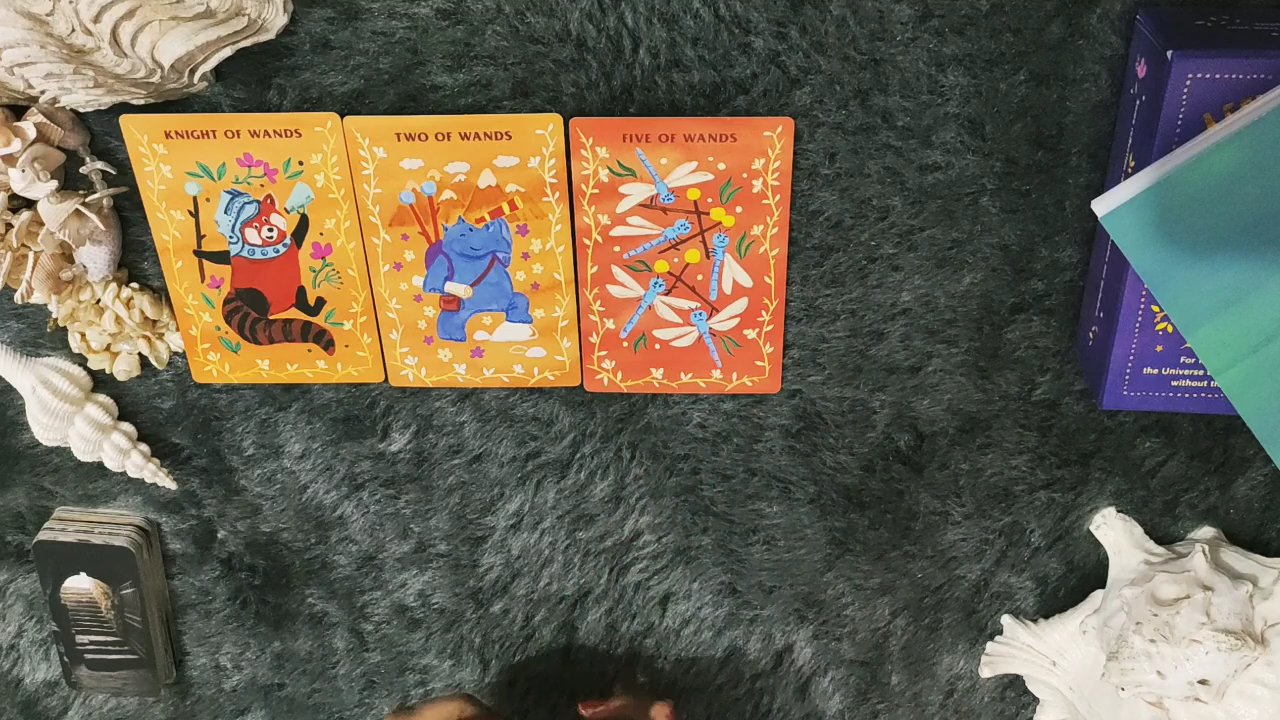 KNIGHT OF WANDS
TWO OF WANDS
FIVE OF WANDS
For
the Universe
without